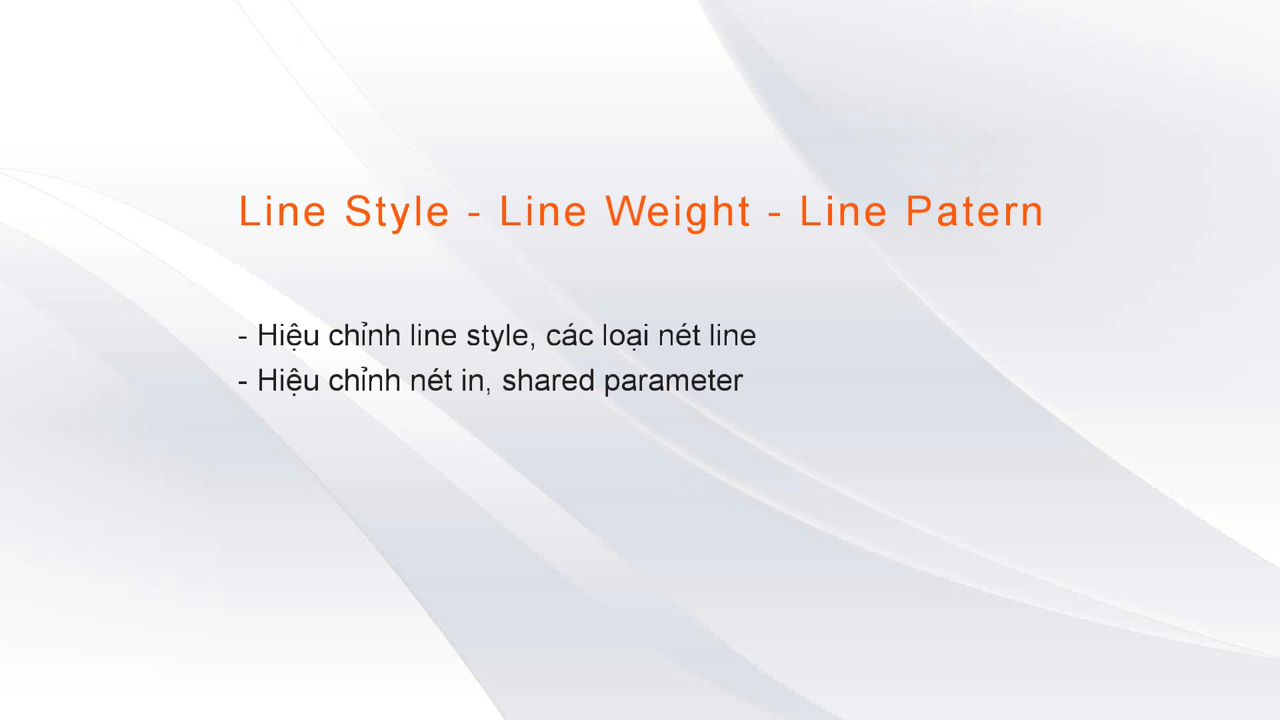 Line Style - Line Weight - Line Patern
- Hiệu chỉnh line style, các loại nét line
- Hiệu chỉnh nét in, shared parameter